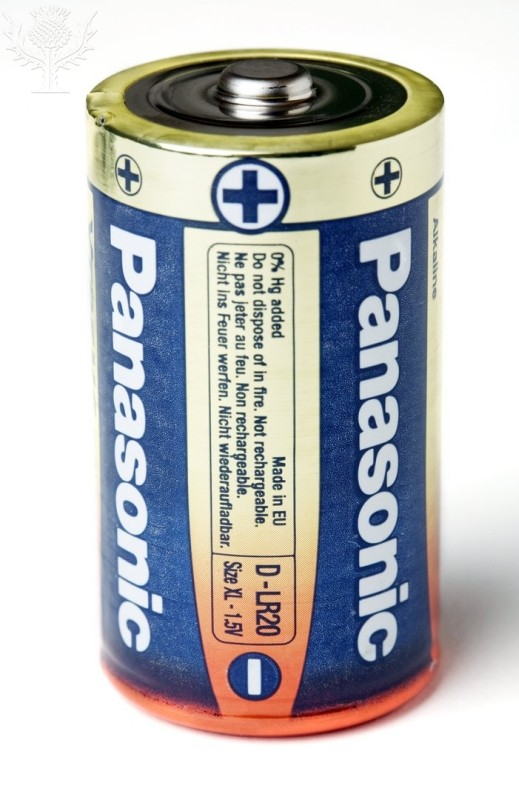 Panasonic
0% Hg added Made in EU
Do not dispose of in fire. Not rechargeable.
Ne pas jeter au feu. Non rechargeable.
Nicht ins Feuer werfen. Nicht wiederaufladbar.
D - LR20
Size XL - 1.5V
Panasonic
Alkaline